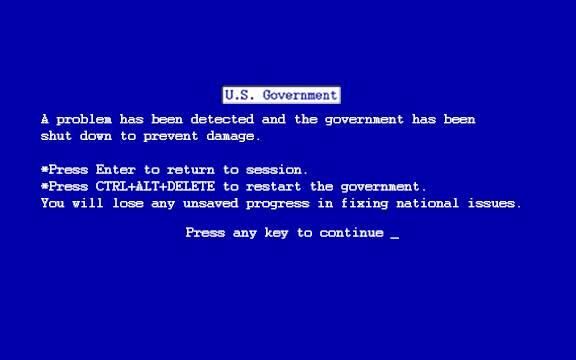 U.S. Government
A problem has been detected and the government has been
shut down to prevent damage.
*Press Enter to return to session.
*Press CTRL+ALT+DELETE to restart the government.
You will lose any unsaved progress in fixing national issues.
Press any key to continue _